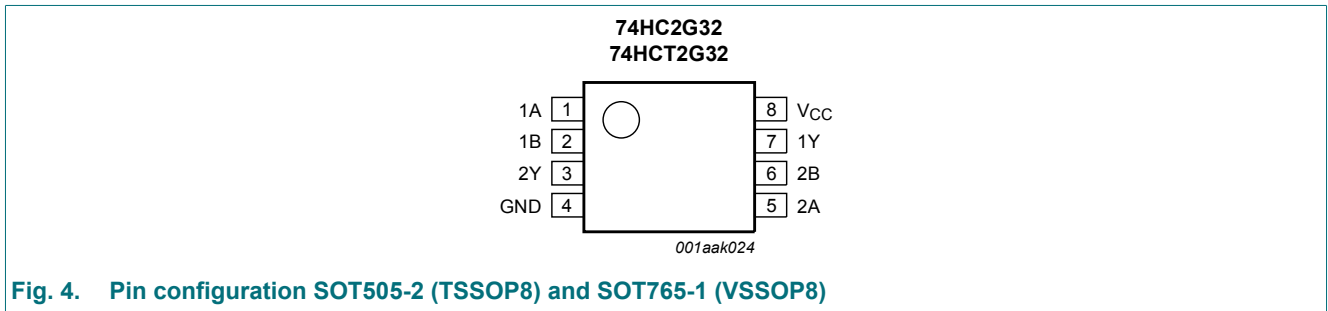 74HC2G32
74HCT2G32
1A 1 8 VCC
1B 2 7 1Y
2Y 3 6 2B
GND 4 5 2A
001aak024
Fig. 4. Pin configuration SOT505-2 (TSSOP8) and SOT765-1 (VSSOP8)